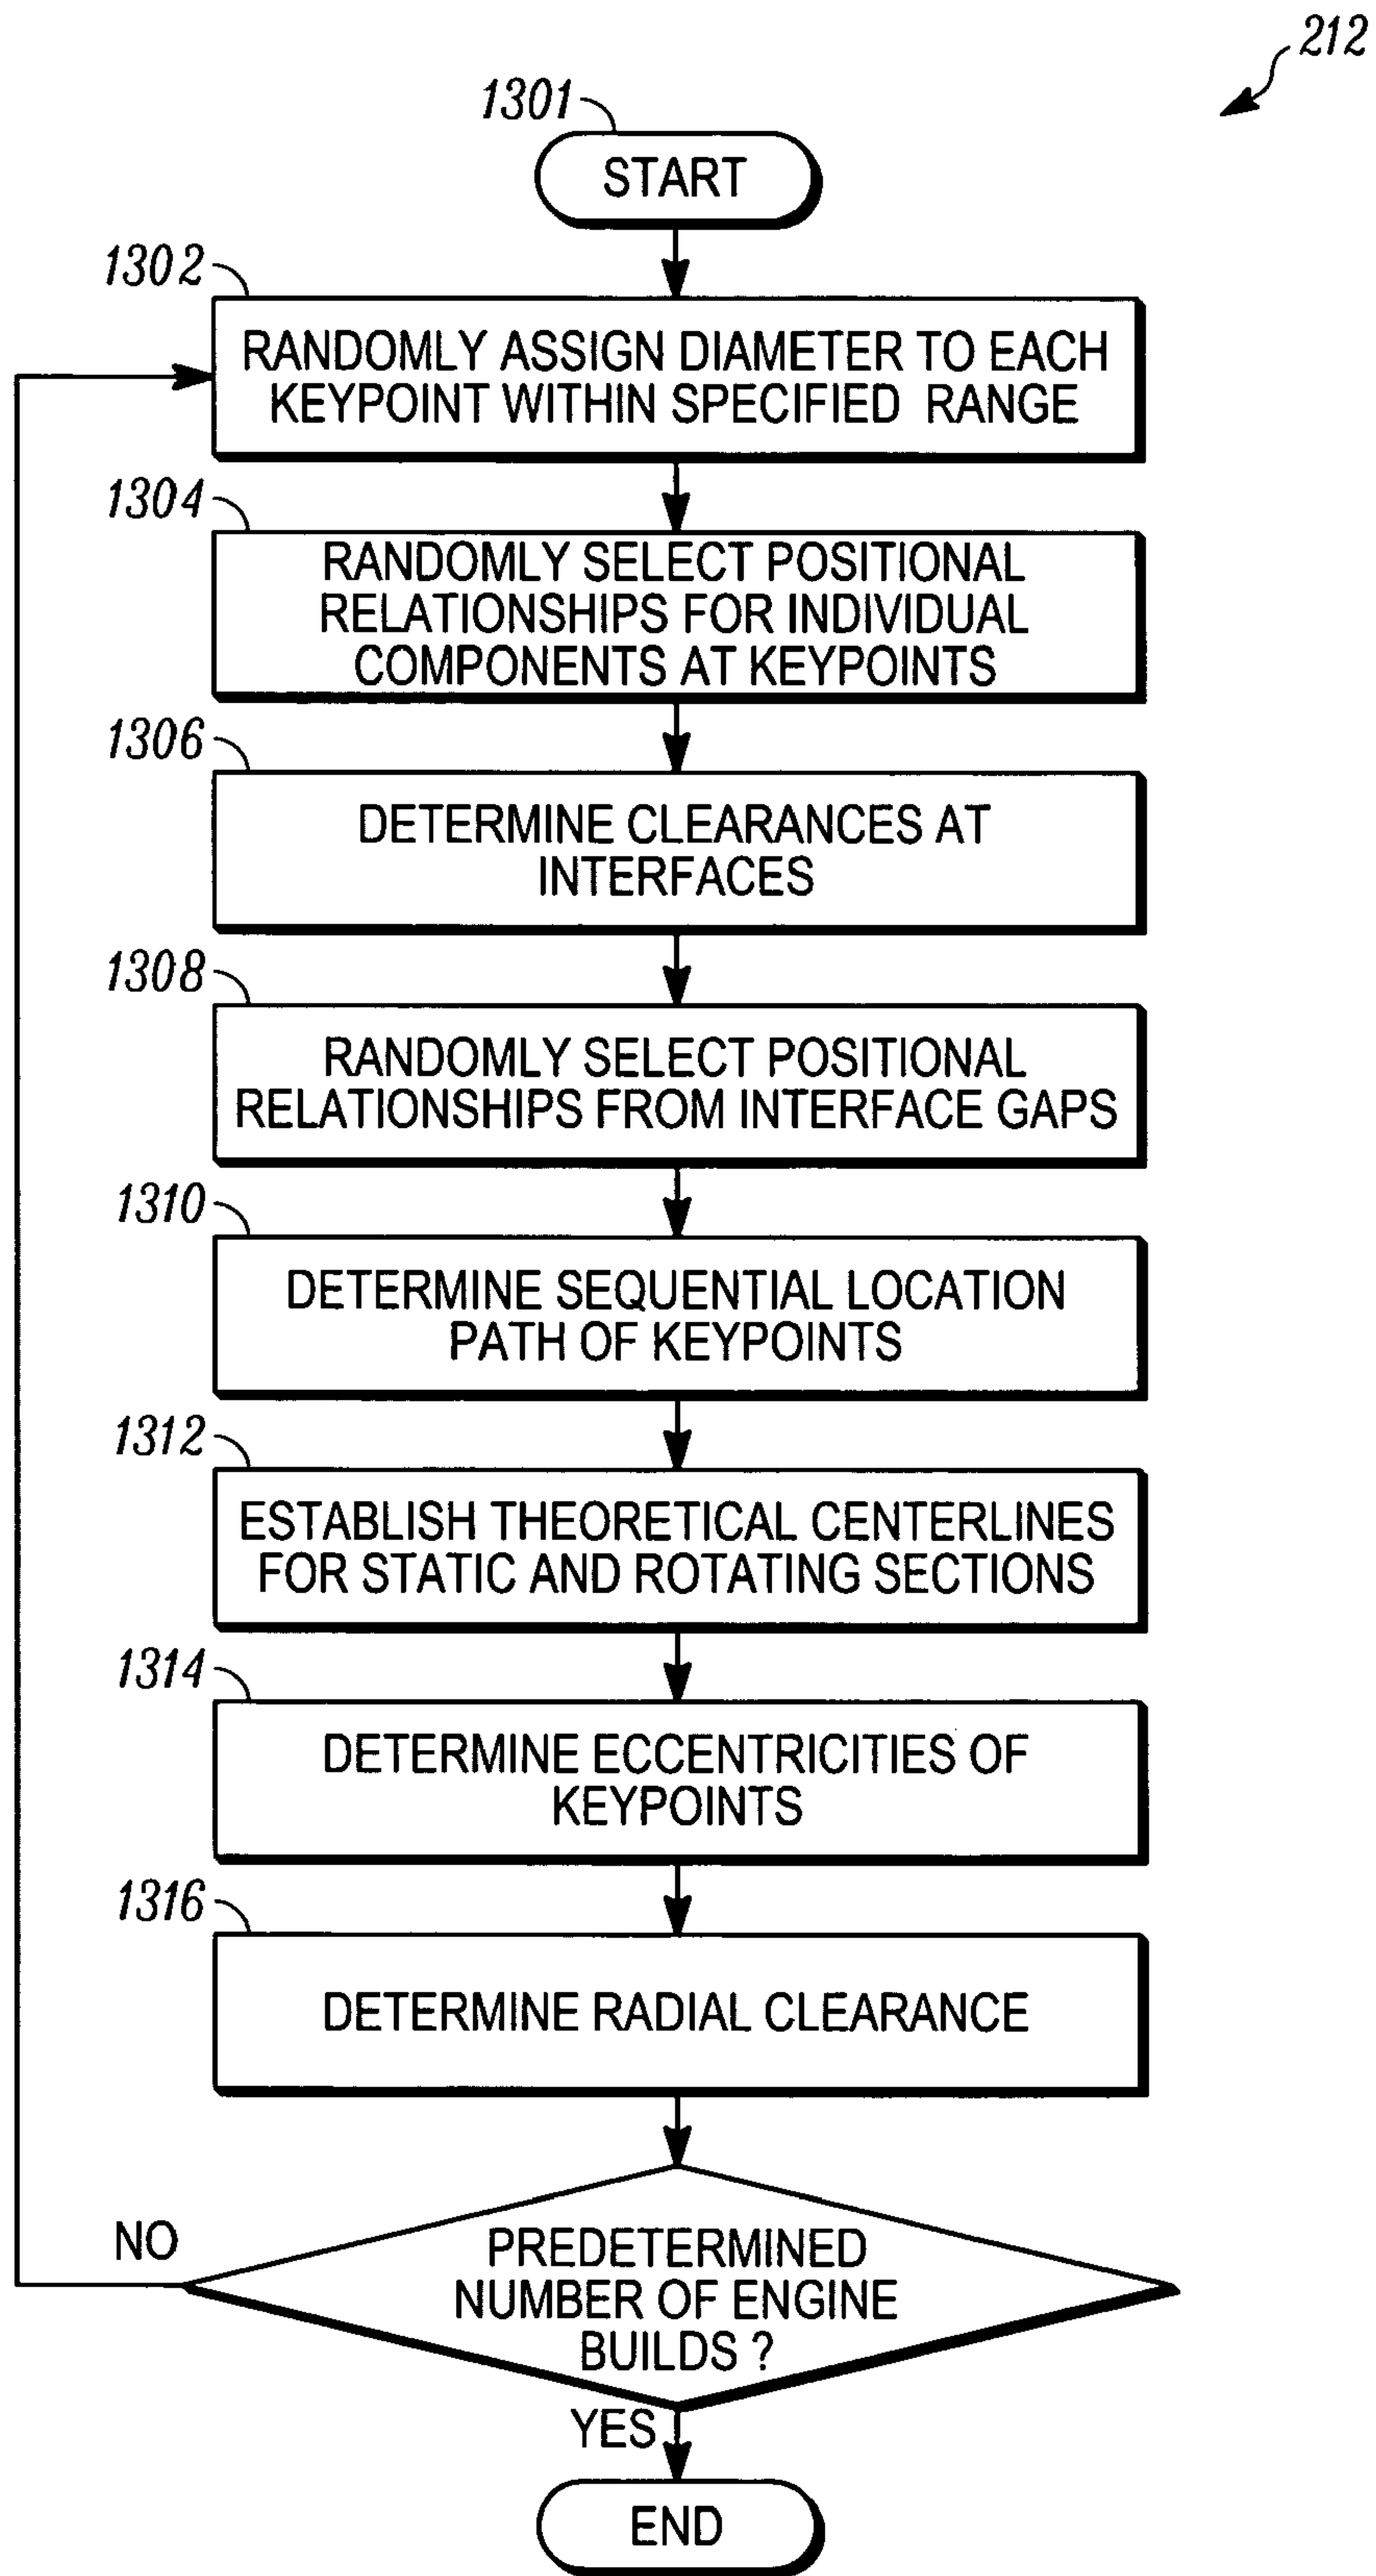 212
1301
START
1302
RANDOMLY ASSIGN DIAMETER TO EACH
KEYPOINT WITHIN SPECIFIED RANGE
1304
RANDOMLY SELECT POSITIONAL
RELATIONSHIPS FOR INDIVIDUAL
COMPONENTS AT KEYPOINTS
1306
DETERMINE CLEARANCES AT
INTERFACES
1308
RANDOMLY SELECT POSITIONAL
RELATIONSHIPS FROM INTERFACE GAPS
1310
DETERMINE SEQUENTIAL LOCATION
PATH OF KEYPOINTS
1312
ESTABLISH THEORETICAL CENTERLINES
FOR STATIC AND ROTATING SECTIONS
1314
DETERMINE ECCENTRICITIES OF
KEYPOINTS
1316
DETERMINE RADIAL CLEARANCE
NO
PREDETERMINED
NUMBER OF ENGINE
BUILDS ?
YES
END